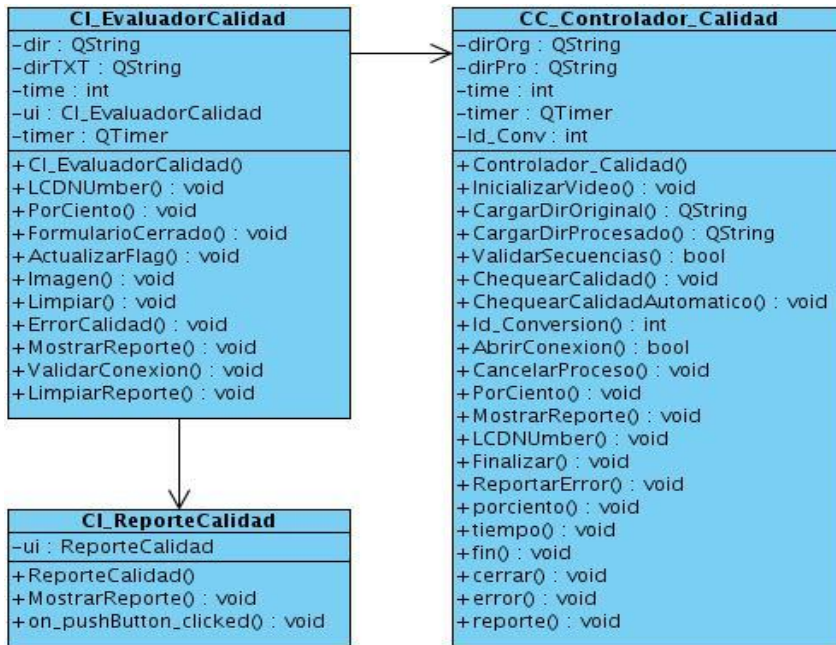 CI_EvaluadorCalidad
-dir : QString
-dirTXT : QString
-time : int
-ui : CI_EvaluadorCalidad
-timer : QTimer
+CI_EvaluadorCalidad()
+LCDNUmber() : void
+PorCiento() : void
+FormularioCerrado() : void
+ActualizarFlag() : void
+Imagen() : void
+Limpiar() : void
+ErrorCalidad() : void
+MostrarReporte() : void
+ValidarConexion() : void
+LimpiarReporte() : void
CC_Controlador_Calidad
-dirOrg : QString
-dirPro : QString
-time : int
-timer : QTimer
-Id_Conv : int
+Controlador_Calidad()
+InicializarVideo() : void
+CargarDirOriginal() : QString
+CargarDirProcesado() : QString
+ValidarSecuencias() : bool
+ChequearCalidad() : void
+ChequearCalidadAutomatico() : void
+Id_Conversion() : int
+AbrirConexion() : bool
+CancelarProceso() : void
+PorCiento() : void
+MostrarReporte() : void
+LCDNUmber() : void
+Finalizar() : void
+ReportarError() : void
+porciento() : void
+tiempo() : void
+fin() : void
+cerrar() : void
+error() : void
+reporte() : void
CI_ReporteCalidad
-ui : ReporteCalidad
+ReporteCalidad()
+MostrarReporte() : void
+on_pushButton_clicked() : void